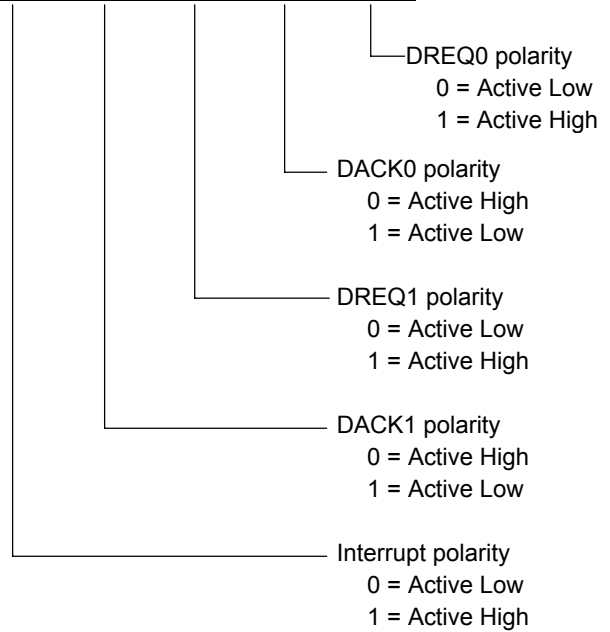 DREQ0 polarity
0 = Active Low
1 = Active High
DACK0 polarity
0 = Active High
1 = Active Low
DREQ1 polarity
0 = Active Low
1 = Active High
DACK1 polarity
0 = Active High
1 = Active Low
Interrupt polarity
0 = Active Low
1 = Active High